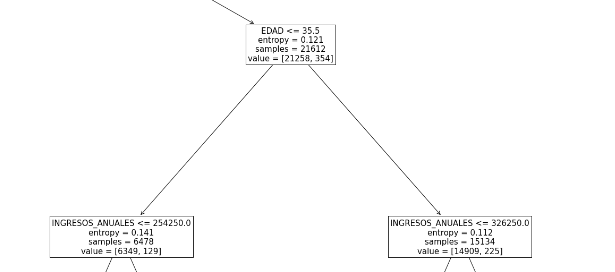 EDAD <= 35.5
entropy = 0.121
samples = 21612
value = [21258, 354]
INGRESOS_ANUALES <= 254250.0
entropy = 0.141
samples = 6478
value = [6349, 129]
INGRESOS_ANUALES <= 326250.0
entropy = 0.112
samples = 15134
value = [14909, 225]